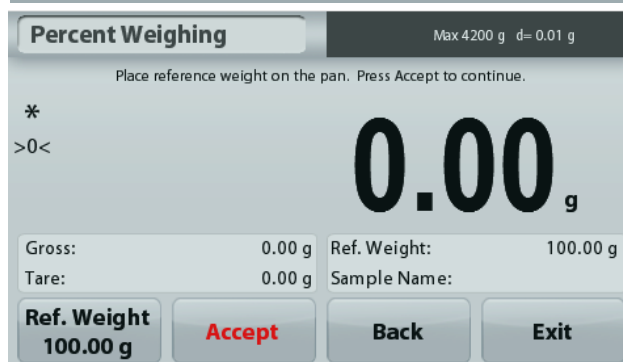 Percent Weighing
Max 4200 g d= 0.01 g
Place reference weight on the pan. Press Accept to continue.
*
>0<
0.00 g
Gross: 0.00 g Ref. Weight: 100.00 g
Tare: 0.00 g Sample Name:
Ref. Weight
100.00 g
Accept
Back
Exit